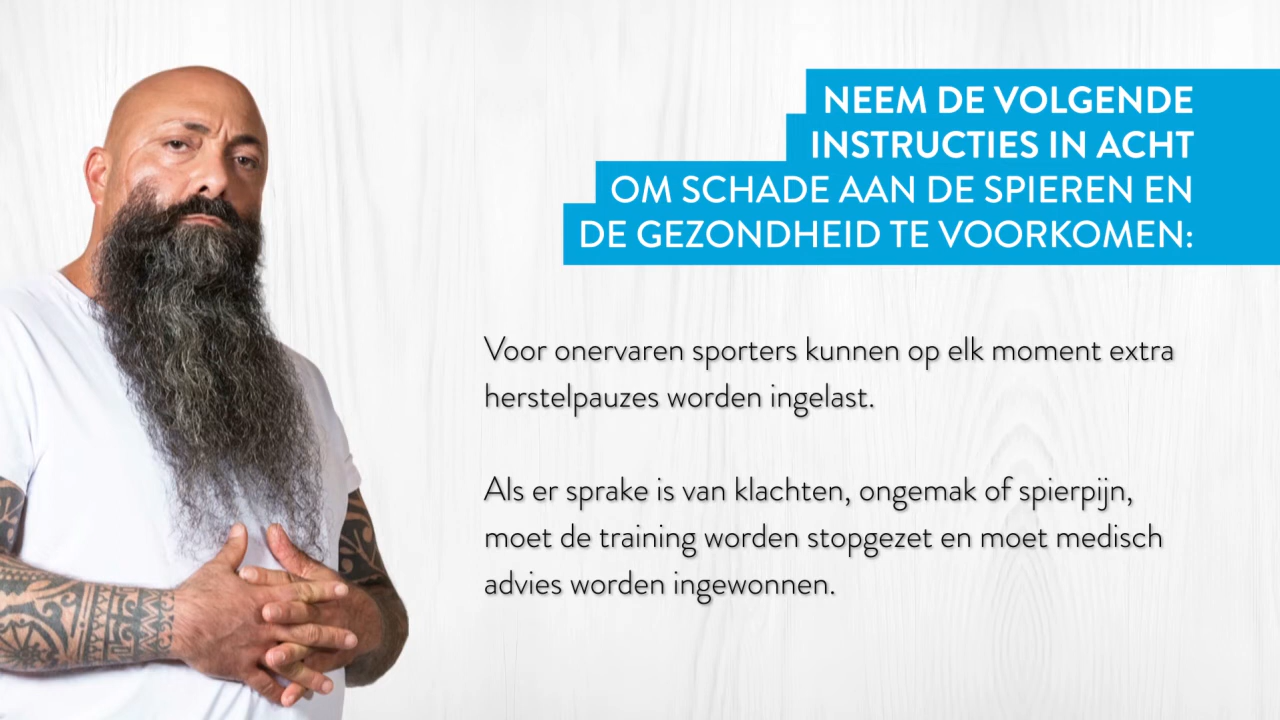 NEEM DE VOLGENDE
INSTRUCTIES IN ACHT
OM SCHADE AAN DE SPIEREN EN
DE GEZONDHEID TE VOORKOMEN:
Voor onervaren sporters kunnen op elk moment extra
herstelpauzes worden ingelast.
Als er sprake is van klachten, ongemak of spierpijn,
moet de training worden stopgezet en moet medisch
advies worden ingewonnen.